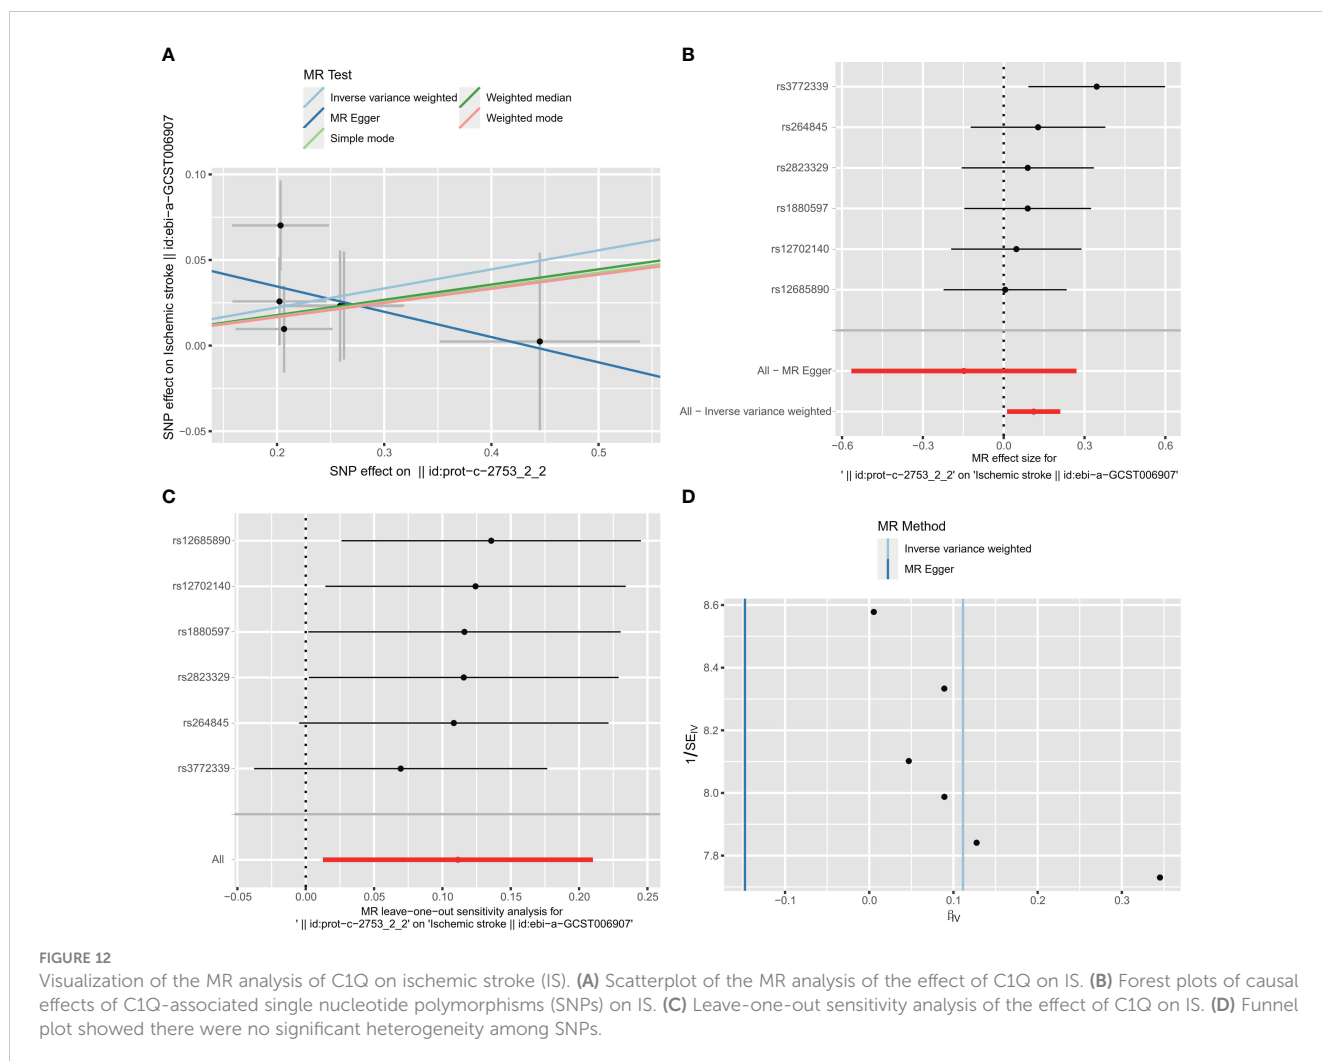 A
MR Test
Inverse variance weighted
Weighted median
MR Egger
Weighted mode
Simple mode
SNP effect on Ischemic stroke || id:ebi-a-GCST006907
0.10
0.05
0.00
−0.05
0.2
0.3
0.4
0.5
SNP effect on || id:prot-c-2753_2_2
B
rs3772339
rs264845
rs2823329
rs1880597
rs12702140
rs12685890
All − MR Egger
All − Inverse variance weighted
−0.6
−0.3
0.0
0.3
0.6
MR effect size for
' || id:prot−c−2753_2_2' on 'Ischemic stroke || id:ebi−a−GCST006907'
C
rs12685890
rs12702140
rs1880597
rs2823329
rs264845
rs3772339
All
−0.05
0.00
0.05
0.10
0.15
0.20
0.25
MR leave−one−out sensitivity analysis for
' || id:prot−c−2753_2_2' on 'Ischemic stroke || id:ebi−a−GCST006907'
D
MR Method
Inverse variance weighted
MR Egger
1/SEIV
8.6
8.4
8.2
8.0
7.8
−0.1
0.0
0.1
0.2
0.3
βIV
FIGURE 12
Visualization of the MR analysis of C1Q on ischemic stroke (IS). (A) Scatterplot of the MR analysis of the effect of C1Q on IS. (B) Forest plots of causal
effects of C1Q-associated single nucleotide polymorphisms (SNPs) on IS. (C) Leave-one-out sensitivity analysis of the effect of C1Q on IS. (D) Funnel
plot showed there were no significant heterogeneity among SNPs.